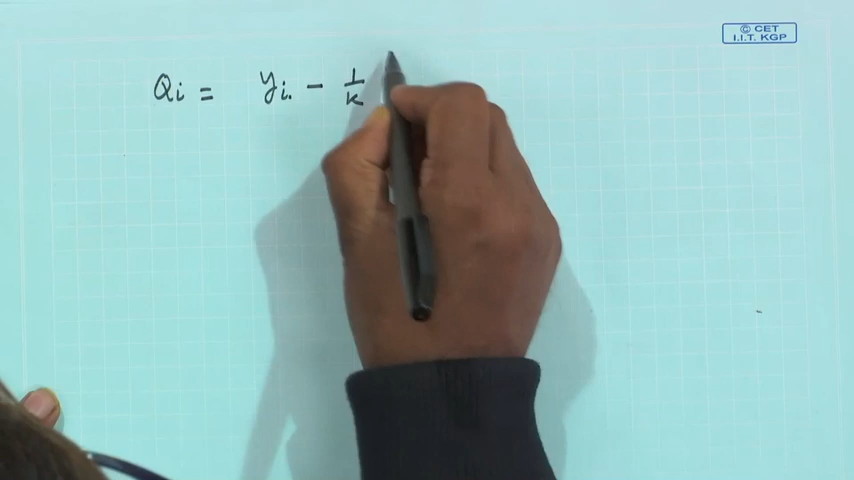 © CET
I.I.T. KGP
Qi = yi. - 1/k